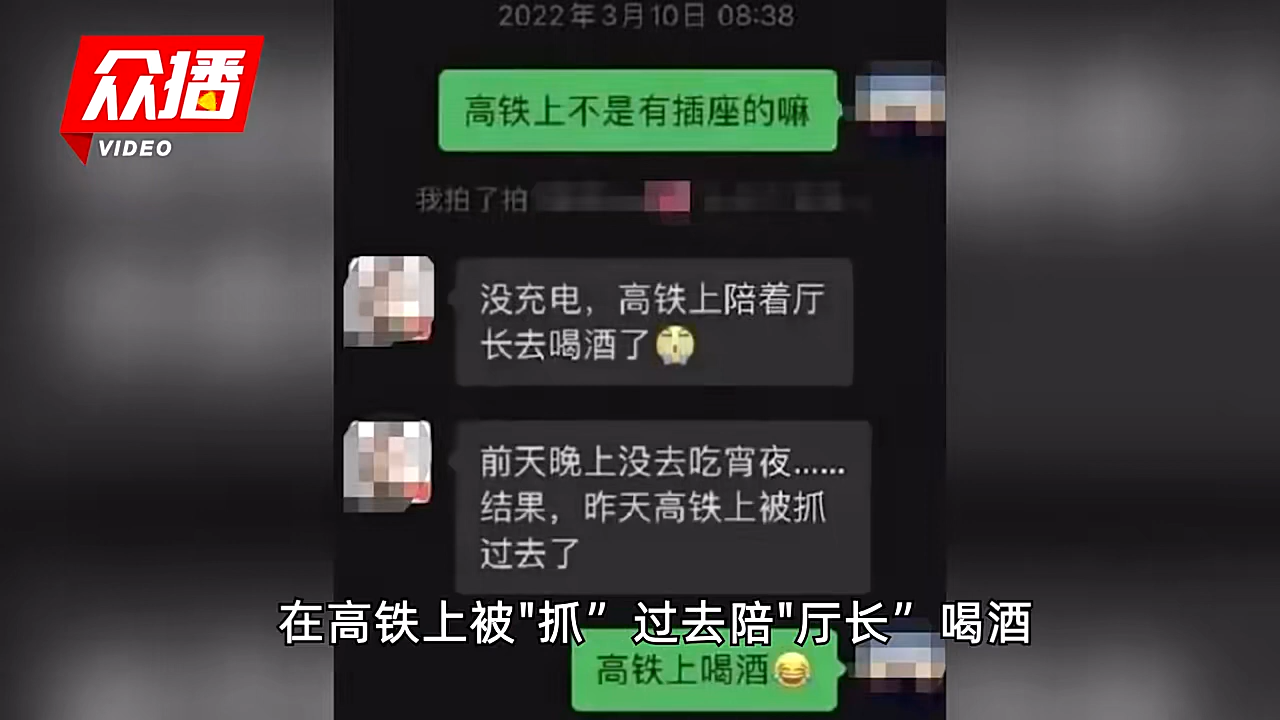 2022年3月10日 08:38
众播
VIDEO
高铁上不是有插座的嘛
我拍了拍
没充电，高铁上陪着厅
长去喝酒了
前天晚上没去吃宵夜......
结果，昨天高铁上被抓
过去了
在高铁上被"抓”过去陪"厅长”喝酒
高铁上喝酒